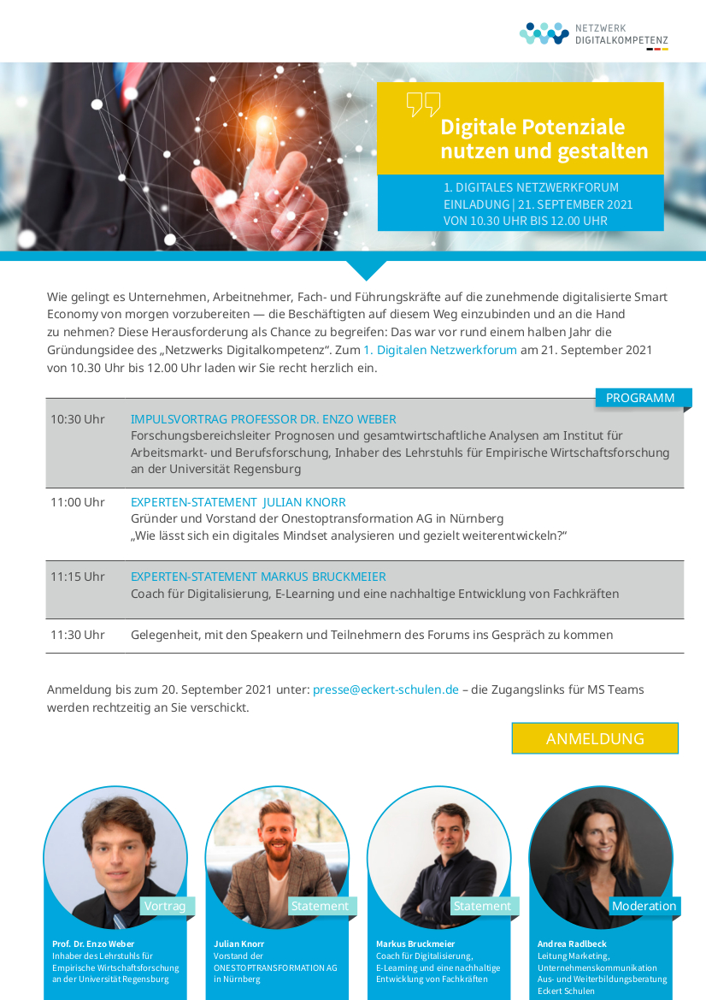 NETZWERK
DIGITALKOMPETENZ
Digitale Potenziale
nutzen und gestalten
1. DIGITALES NETZWERKFORUM
EINLADUNG | 21. SEPTEMBER 2021
VON 10.30 UHR BIS 12.00 UHR
Wie gelingt es Unternehmen, Arbeitnehmer, Fach- und Führungskräfte auf die zunehmende digitalisierte Smart
Economy von morgen vorzubereiten — die Beschäftigten auf diesem Weg einzubinden und an die Hand
zu nehmen? Diese Herausforderung als Chance zu begreifen: Das war vor rund einem halben Jahr die
Gründungsidee des „Netzwerks Digitalkompetenz“. Zum 1. Digitalen Netzwerkforum am 21. September 2021
von 10.30 Uhr bis 12.00 Uhr laden wir Sie recht herzlich ein.
PROGRAMM
10:30 Uhr IMPULSVORTRAG PROFESSOR DR. ENZO WEBER
Forschungsbereichsleiter Prognosen und gesamtwirtschaftliche Analysen am Institut für
Arbeitsmarkt- und Berufsforschung, Inhaber des Lehrstuhls für Empirische Wirtschaftsforschung
an der Universität Regensburg
11:00 Uhr EXPERTEN-STATEMENT JULIAN KNORR
Gründer und Vorstand der Onestoptransformation AG in Nürnberg
„Wie lässt sich ein digitales Mindset analysieren und gezielt weiterentwickeln?“
11:15 Uhr EXPERTEN-STATEMENT MARKUS BRUCKMEIER
Coach für Digitalisierung, E-Learning und eine nachhaltige Entwicklung von Fachkräften
11:30 Uhr Gelegenheit, mit den Speakern und Teilnehmern des Forums ins Gespräch zu kommen
Anmeldung bis zum 20. September 2021 unter: presse@eckert-schulen.de – die Zugangslinks für MS Teams
werden rechtzeitig an Sie verschickt.
ANMELDUNG
Vortrag
Prof. Dr. Enzo Weber
Inhaber des Lehrstuhls für
Empirische Wirtschaftsforschung
an der Universität Regensburg
Statement
Julian Knorr
Vorstand der
ONESTOPTRANSFORMATION AG
in Nürnberg
Statement
Markus Bruckmeier
Coach für Digitalisierung,
E-Learning und eine nachhaltige
Entwicklung von Fachkräften
Moderation
Andrea Radlbeck
Leitung Marketing,
Unternehmenskommunikation
Aus- und Weiterbildungsberatung
Eckert Schulen